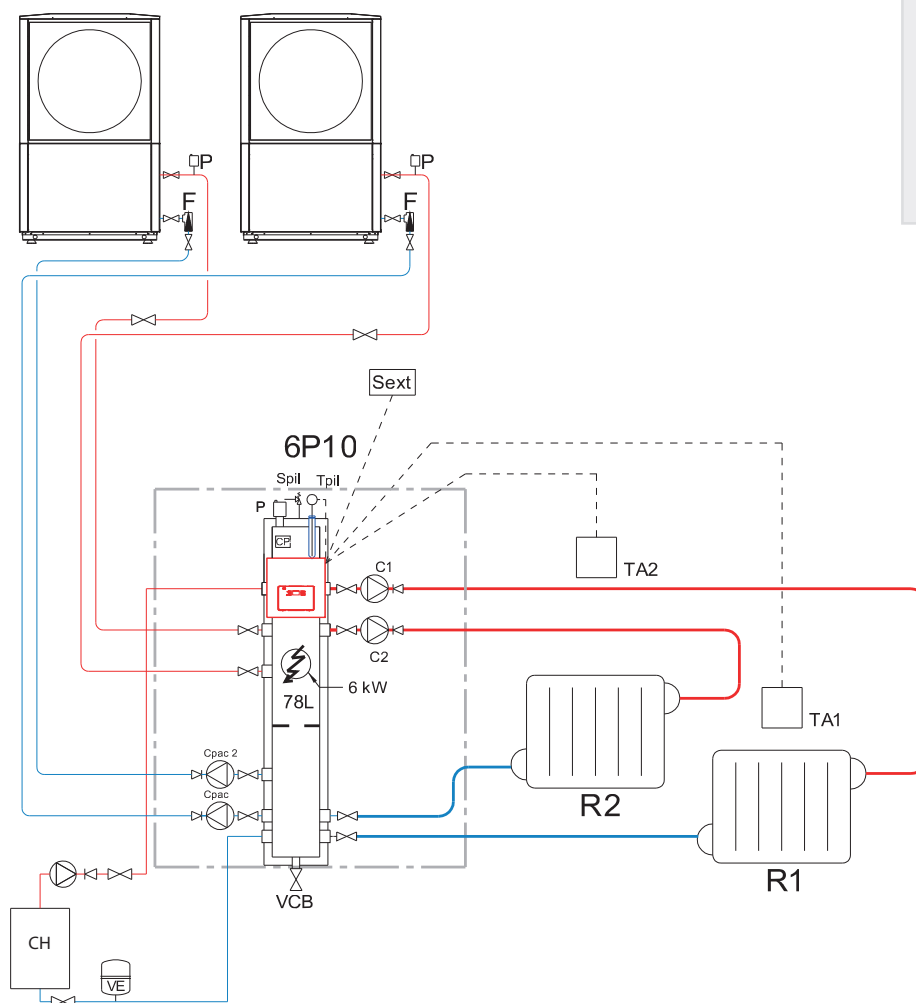 P
P
F
F
Sext
6P10
Spil
Tpil
P
CP
TA2
C1
C2
6 kW
78L
TA1
Cpac 2
Cpac
R2
R1
VCB
CH
VE